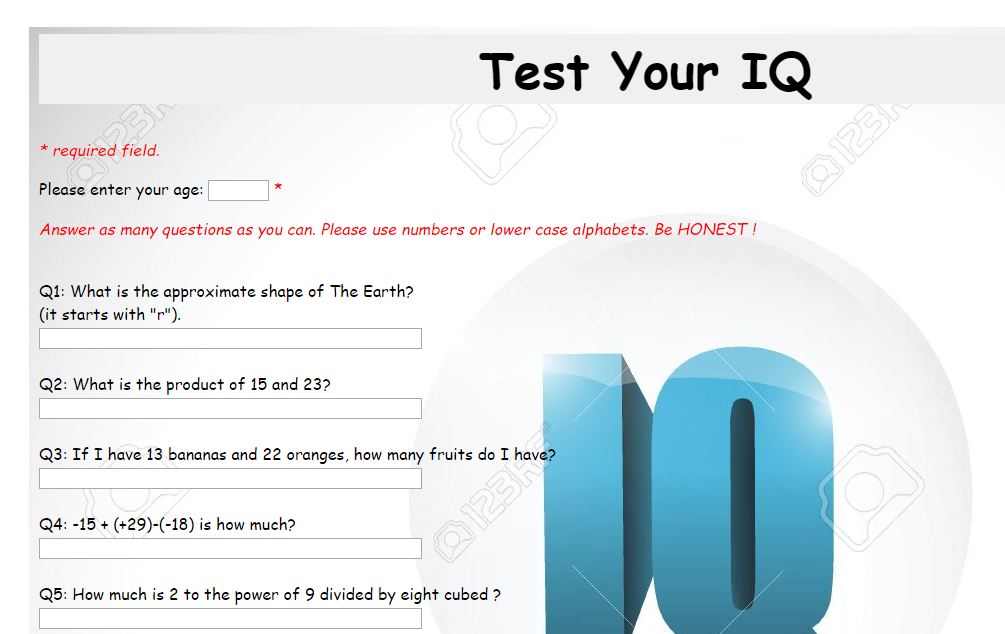 Test Your IQ
* required field.
Please enter your age: *
Answer as many questions as you can. Please use numbers or lower case alphabets. Be HONEST !
Q1: What is the approximate shape of The Earth?
(it starts with "r").
Q2: What is the product of 15 and 23?
Q3: If I have 13 bananas and 22 oranges, how many fruits do I have?
Q4: -15 + (+29)-(-18) is how much?
Q5: How much is 2 to the power of 9 divided by eight cubed ?
IQ
123RF
123RF
123RF